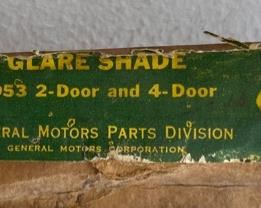 GLARE SHADE
953 2-Door and 4-Door
ERAL MOTORS PARTS DIVISION
GENERAL MOTORS CORPORATION